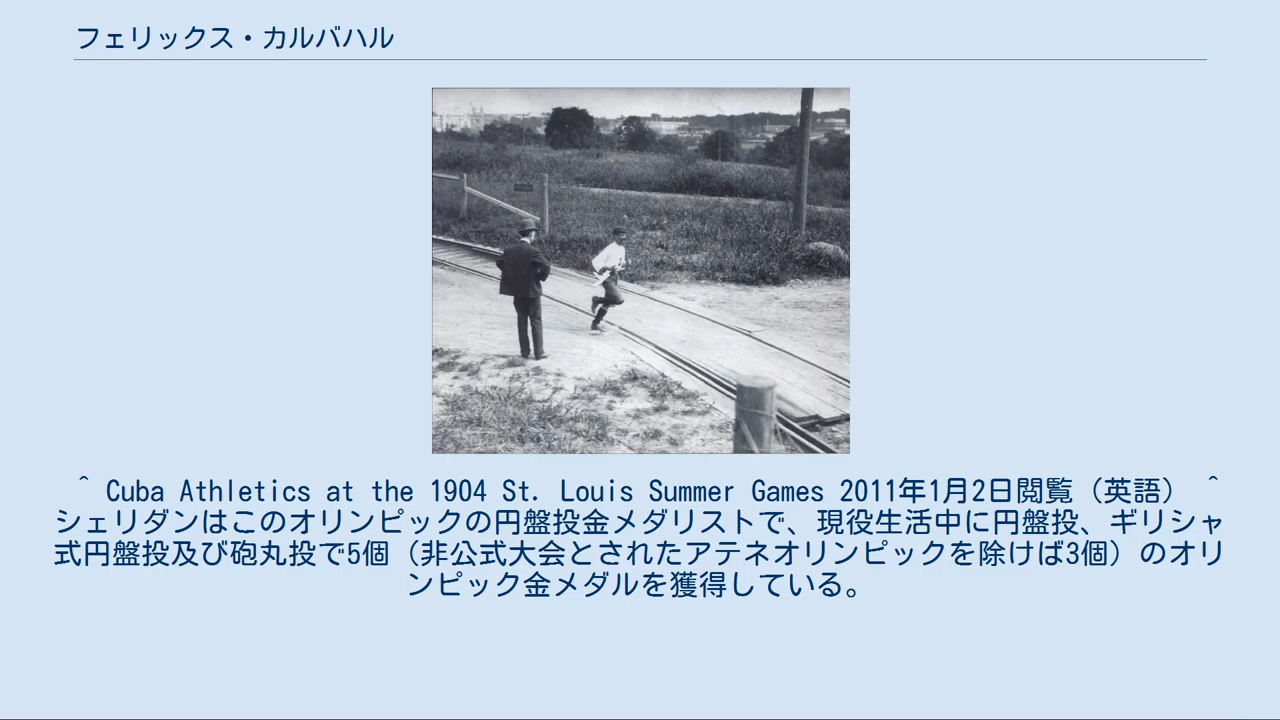 フェリックス・カルバハル
^ Cuba Athletics at the 1904 St. Louis Summer Games 2011年1月2日閲覧（英語） ^
シェリダンはこのオリンピックの円盤投金メダリストで、現役生活中に円盤投、ギリシャ
式円盤投及び砲丸投で5個（非公式大会とされたアテネオリンピックを除けば3個）のオリ
ンピック金メダルを獲得している。